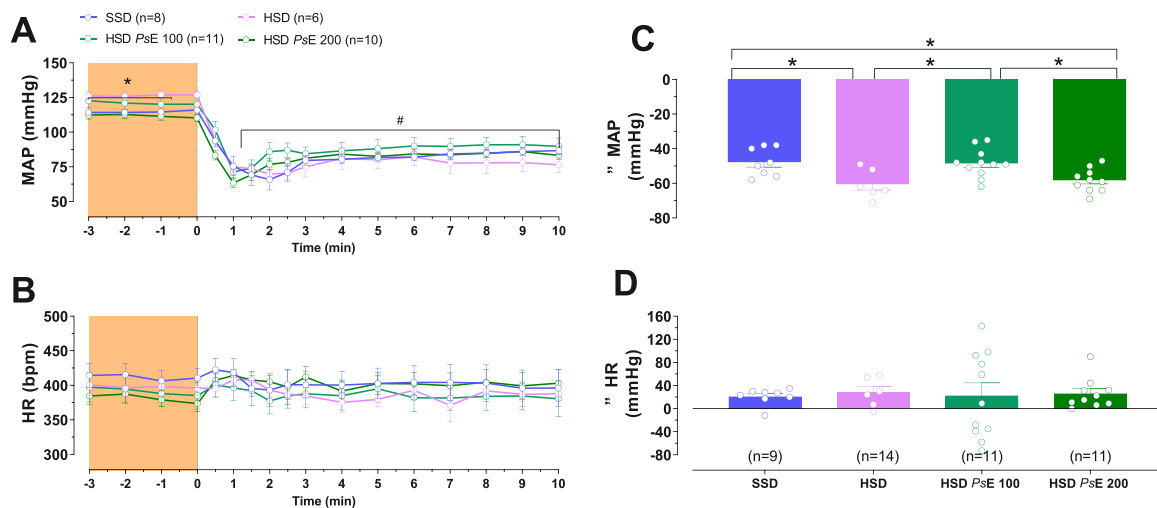 A
SSD (n=8)
HSD (n=6)
HSD PsE 100 (n=11)
HSD PsE 200 (n=10)
MAP (mmHg)
150
125
100
75
50
*
#
-3 -2 -1 0 1 2 3 4 5 6 7 8 9 10
Time (min)
B
HR (bpm)
500
450
400
350
300
-3 -2 -1 0 1 2 3 4 5 6 7 8 9 10
Time (min)
C
” MAP
(mmHg)
*
* * *
0
-20
-40
-60
-80
D
” HR
(mmHg)
160
120
80
40
0
-40
-80
(n=9) (n=14) (n=11) (n=11)
SSD HSD HSD PsE 100 HSD PsE 200